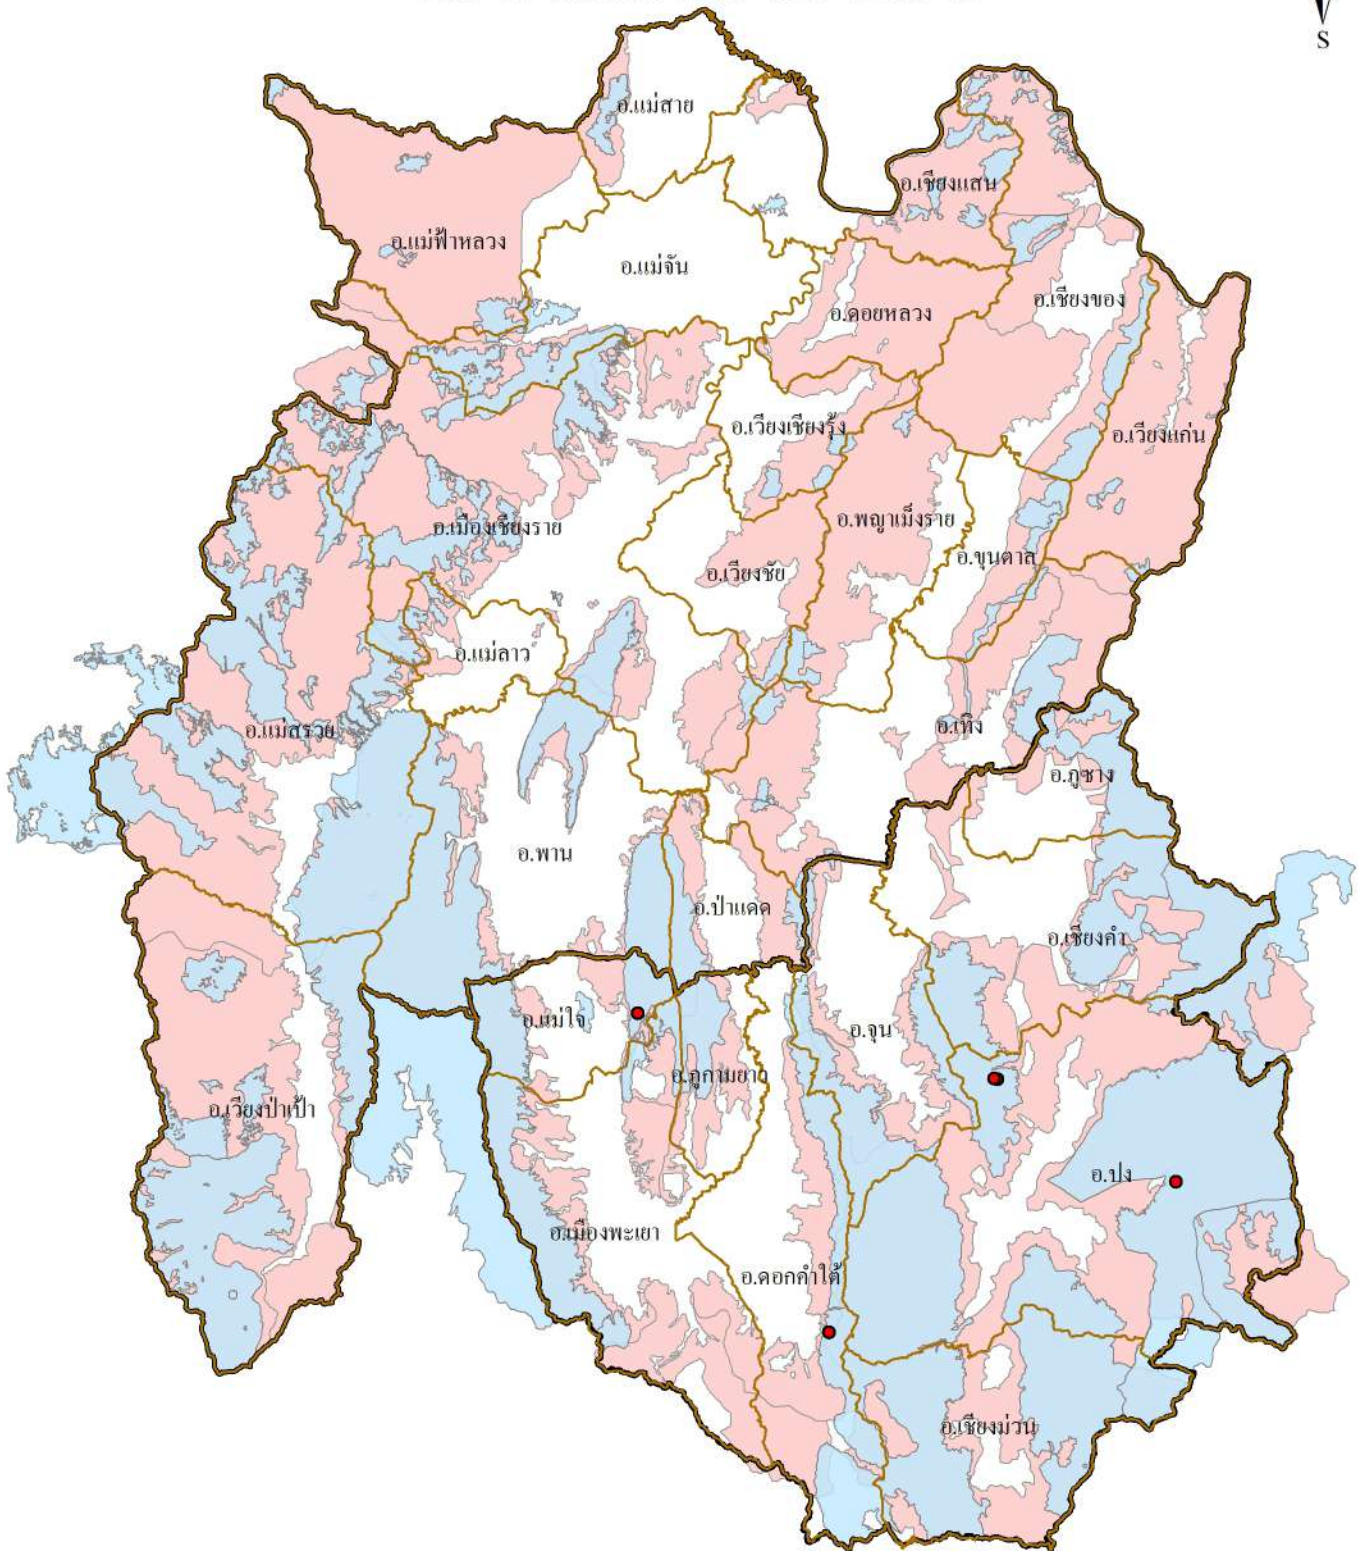 S
อ.แม่สาย
อ.เชียงแสน
อ.แม่ฟ้าหลวง
อ.แม่จัน
อ.เชียงของ
อ.ดอยหลวง
อ.เวียงเชียงรุ้ง
อ.เวียงแก่น
อ.เมืองเชียงราย
อ.พญาเม็งราย
อ.ขุนตาล
อ.เวียงชัย
อ.แม่ลาว
อ.แม่สรวย
อ.เทิง
อ.ภูซาง
อ.พาน
อ.ป่าแดด
อ.เชียงคำ
อ.แม่ใจ
อ.จุน
อ.ภูกามยาว
อ.เวียงป่าเป้า
อ.ปง
อ.เมืองพะเยา
อ.ดอกคำใต้
อ.เชียงม่วน